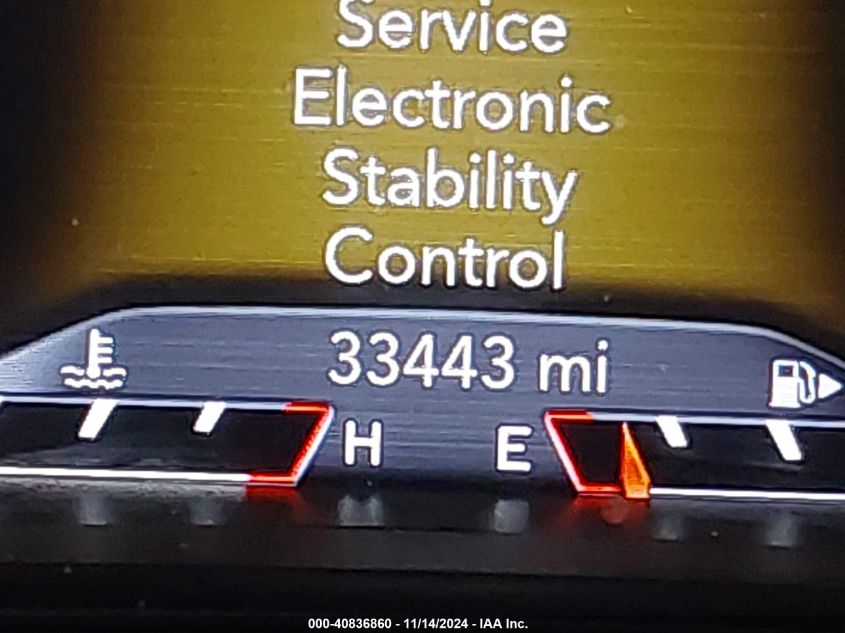 Service
Electronic
Stability
Control
33443 mi
H E
000-40836860 - 11/14/2024 - IAA Inc.